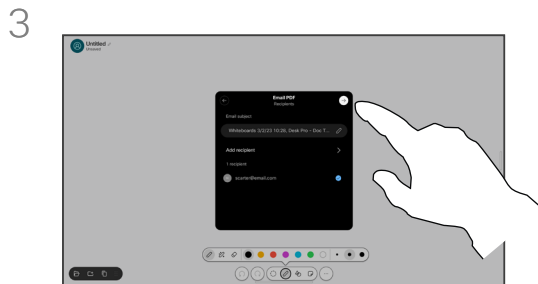 3
Untitled
Unsaved
Email PDF
Recipients
Email subject
Whiteboards 3/2/23 10:28, Desk Pro - Doc T...
Add recipient
1 recipient
scarter@email.com